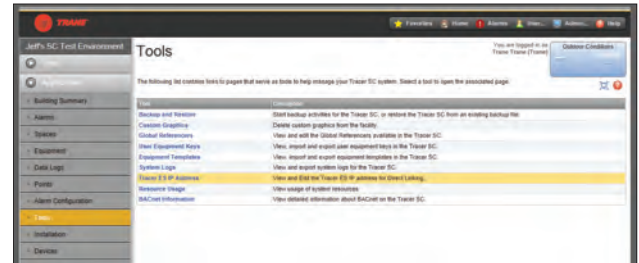 TRANE
Favorites Home Alarms User... Admin... Help
Jeff's SC Test Environment
Tools
You are logged in as
Trane Trane (Trane)
Outdoor Conditions
The following list contains links to pages that serve as tools to help manage your Tracer SC system. Select a tool to open the associated page.
Building Summary
Alarms
Spaces
Equipment
Data Logs
Points
Alarm Configuration
Tools
Installation
Devices
Tool Description
Backup and Restore Start backup activities for the Tracer SC, or restore the Tracer SC from an existing backup file.
Custom Graphics Delete custom graphics from the facility.
Global References View and edit the Global References available in the Tracer SC.
User Equipment Keys View, import and export user equipment keys in the Tracer SC.
Equipment Templates View, import and export equipment templates in the Tracer SC.
System Logs View and export system logs for the Tracer SC.
Tracer ES IP Address View and Edit the Tracer ES IP address for Direct Linking.
Resource Usage View usage of system resources
BACnet Information View detailed information about BACnet on the Tracer SC.